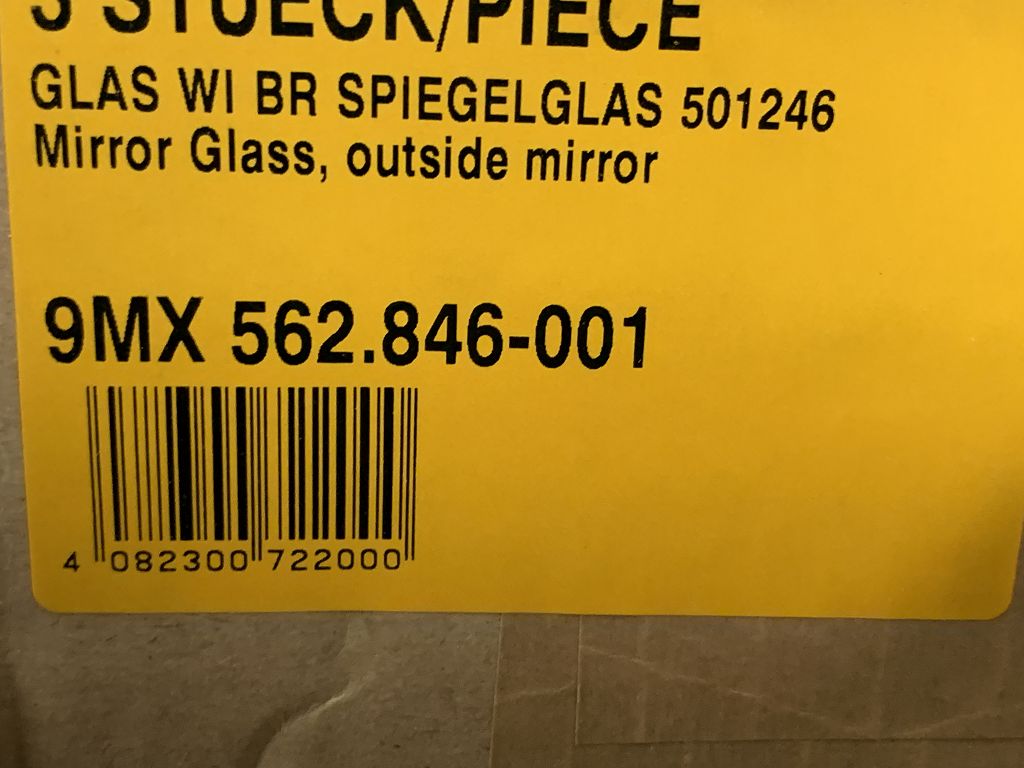 STUECK/PIECE
GLAS WI BR SPIEGELGLAS 501246
Mirror Glass, outside mirror
9MX 562.846-001
4 082300 722000